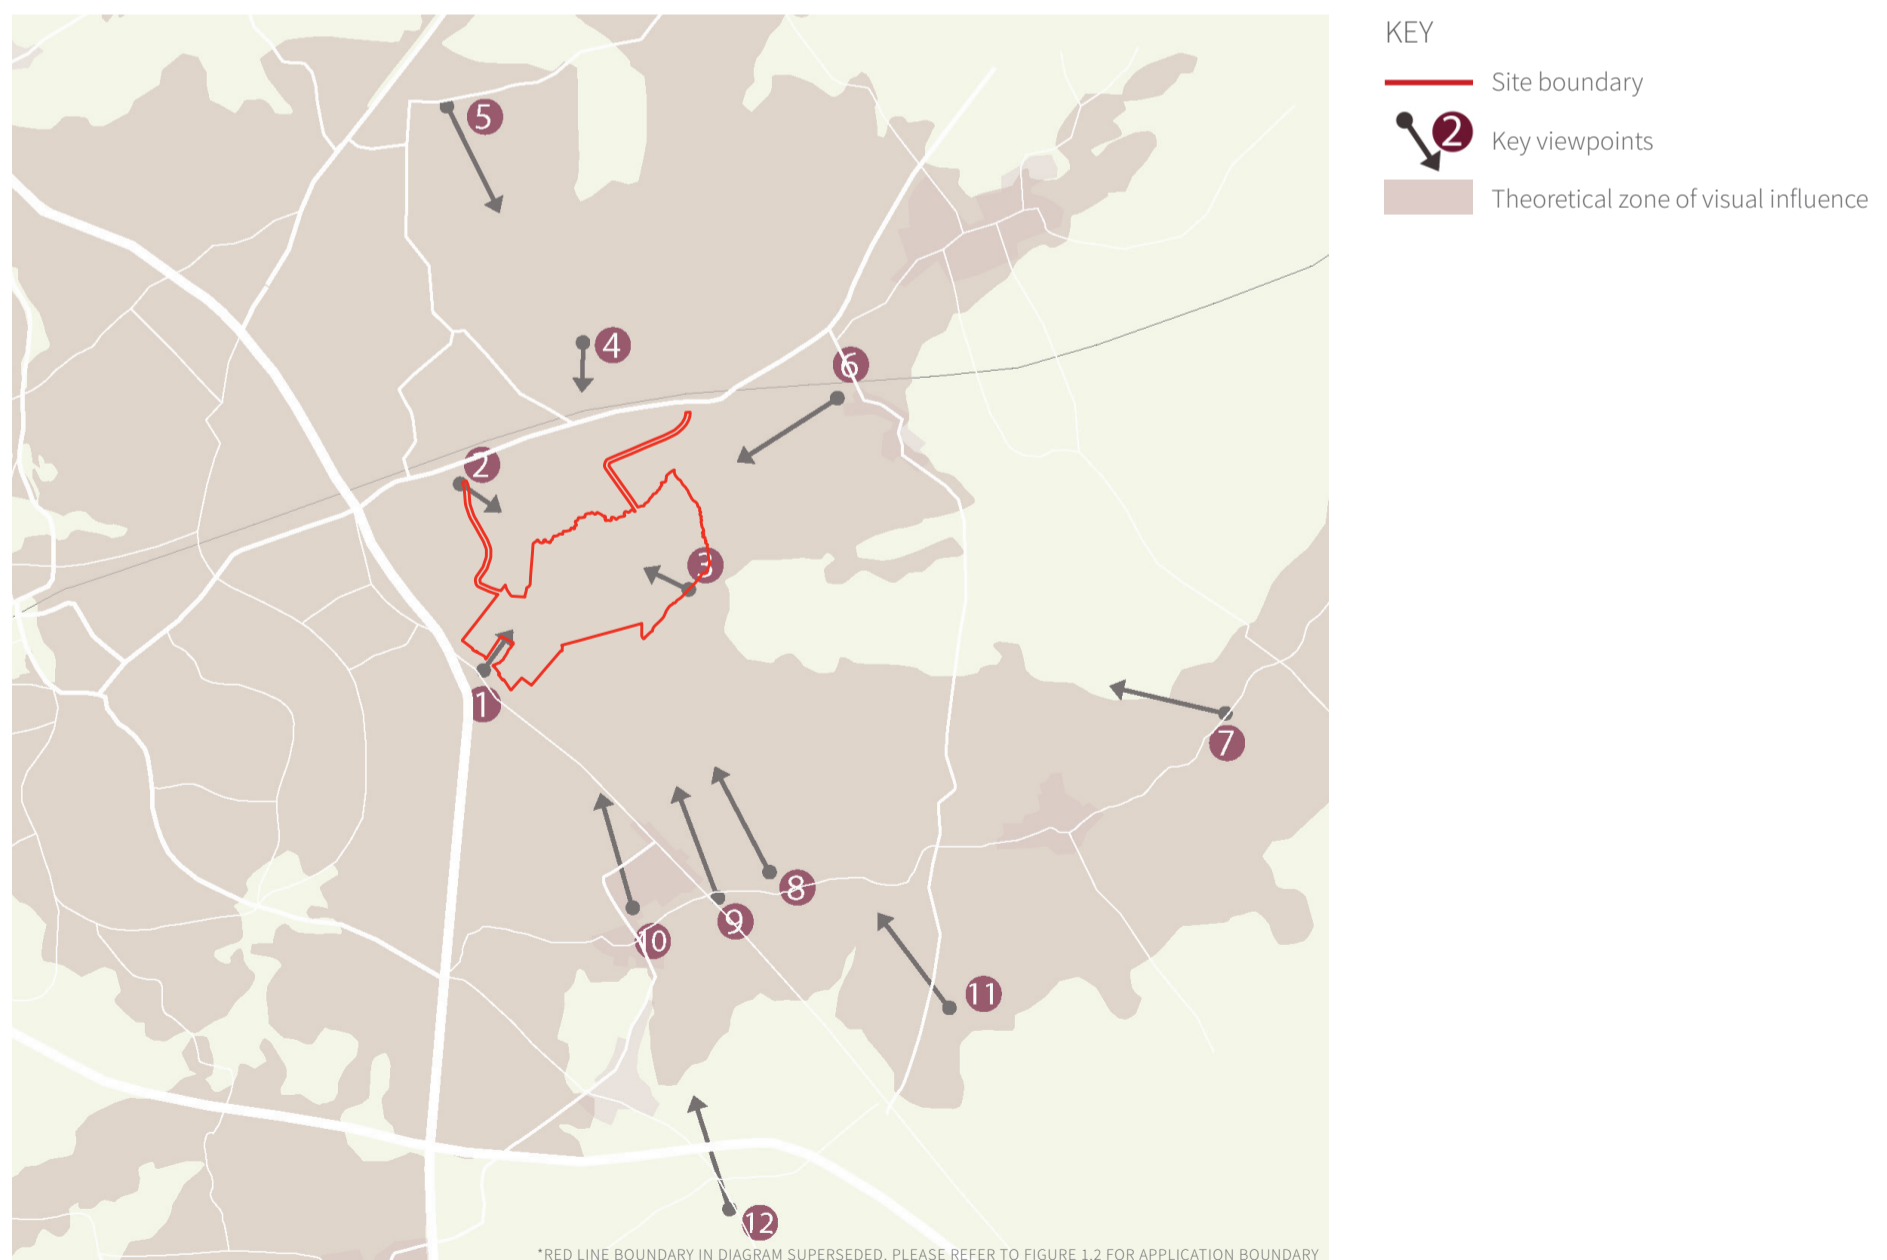 KEY
Site boundary
2
Key viewpoints
Theoretical zone of visual influence
5
4
6
2
3
1
7
8
9
10
11
12
*RED LINE BOUNDARY IN DIAGRAM SUPERSEDED. PLEASE REFER TO FIGURE 1.2 FOR APPLICATION BOUNDARY